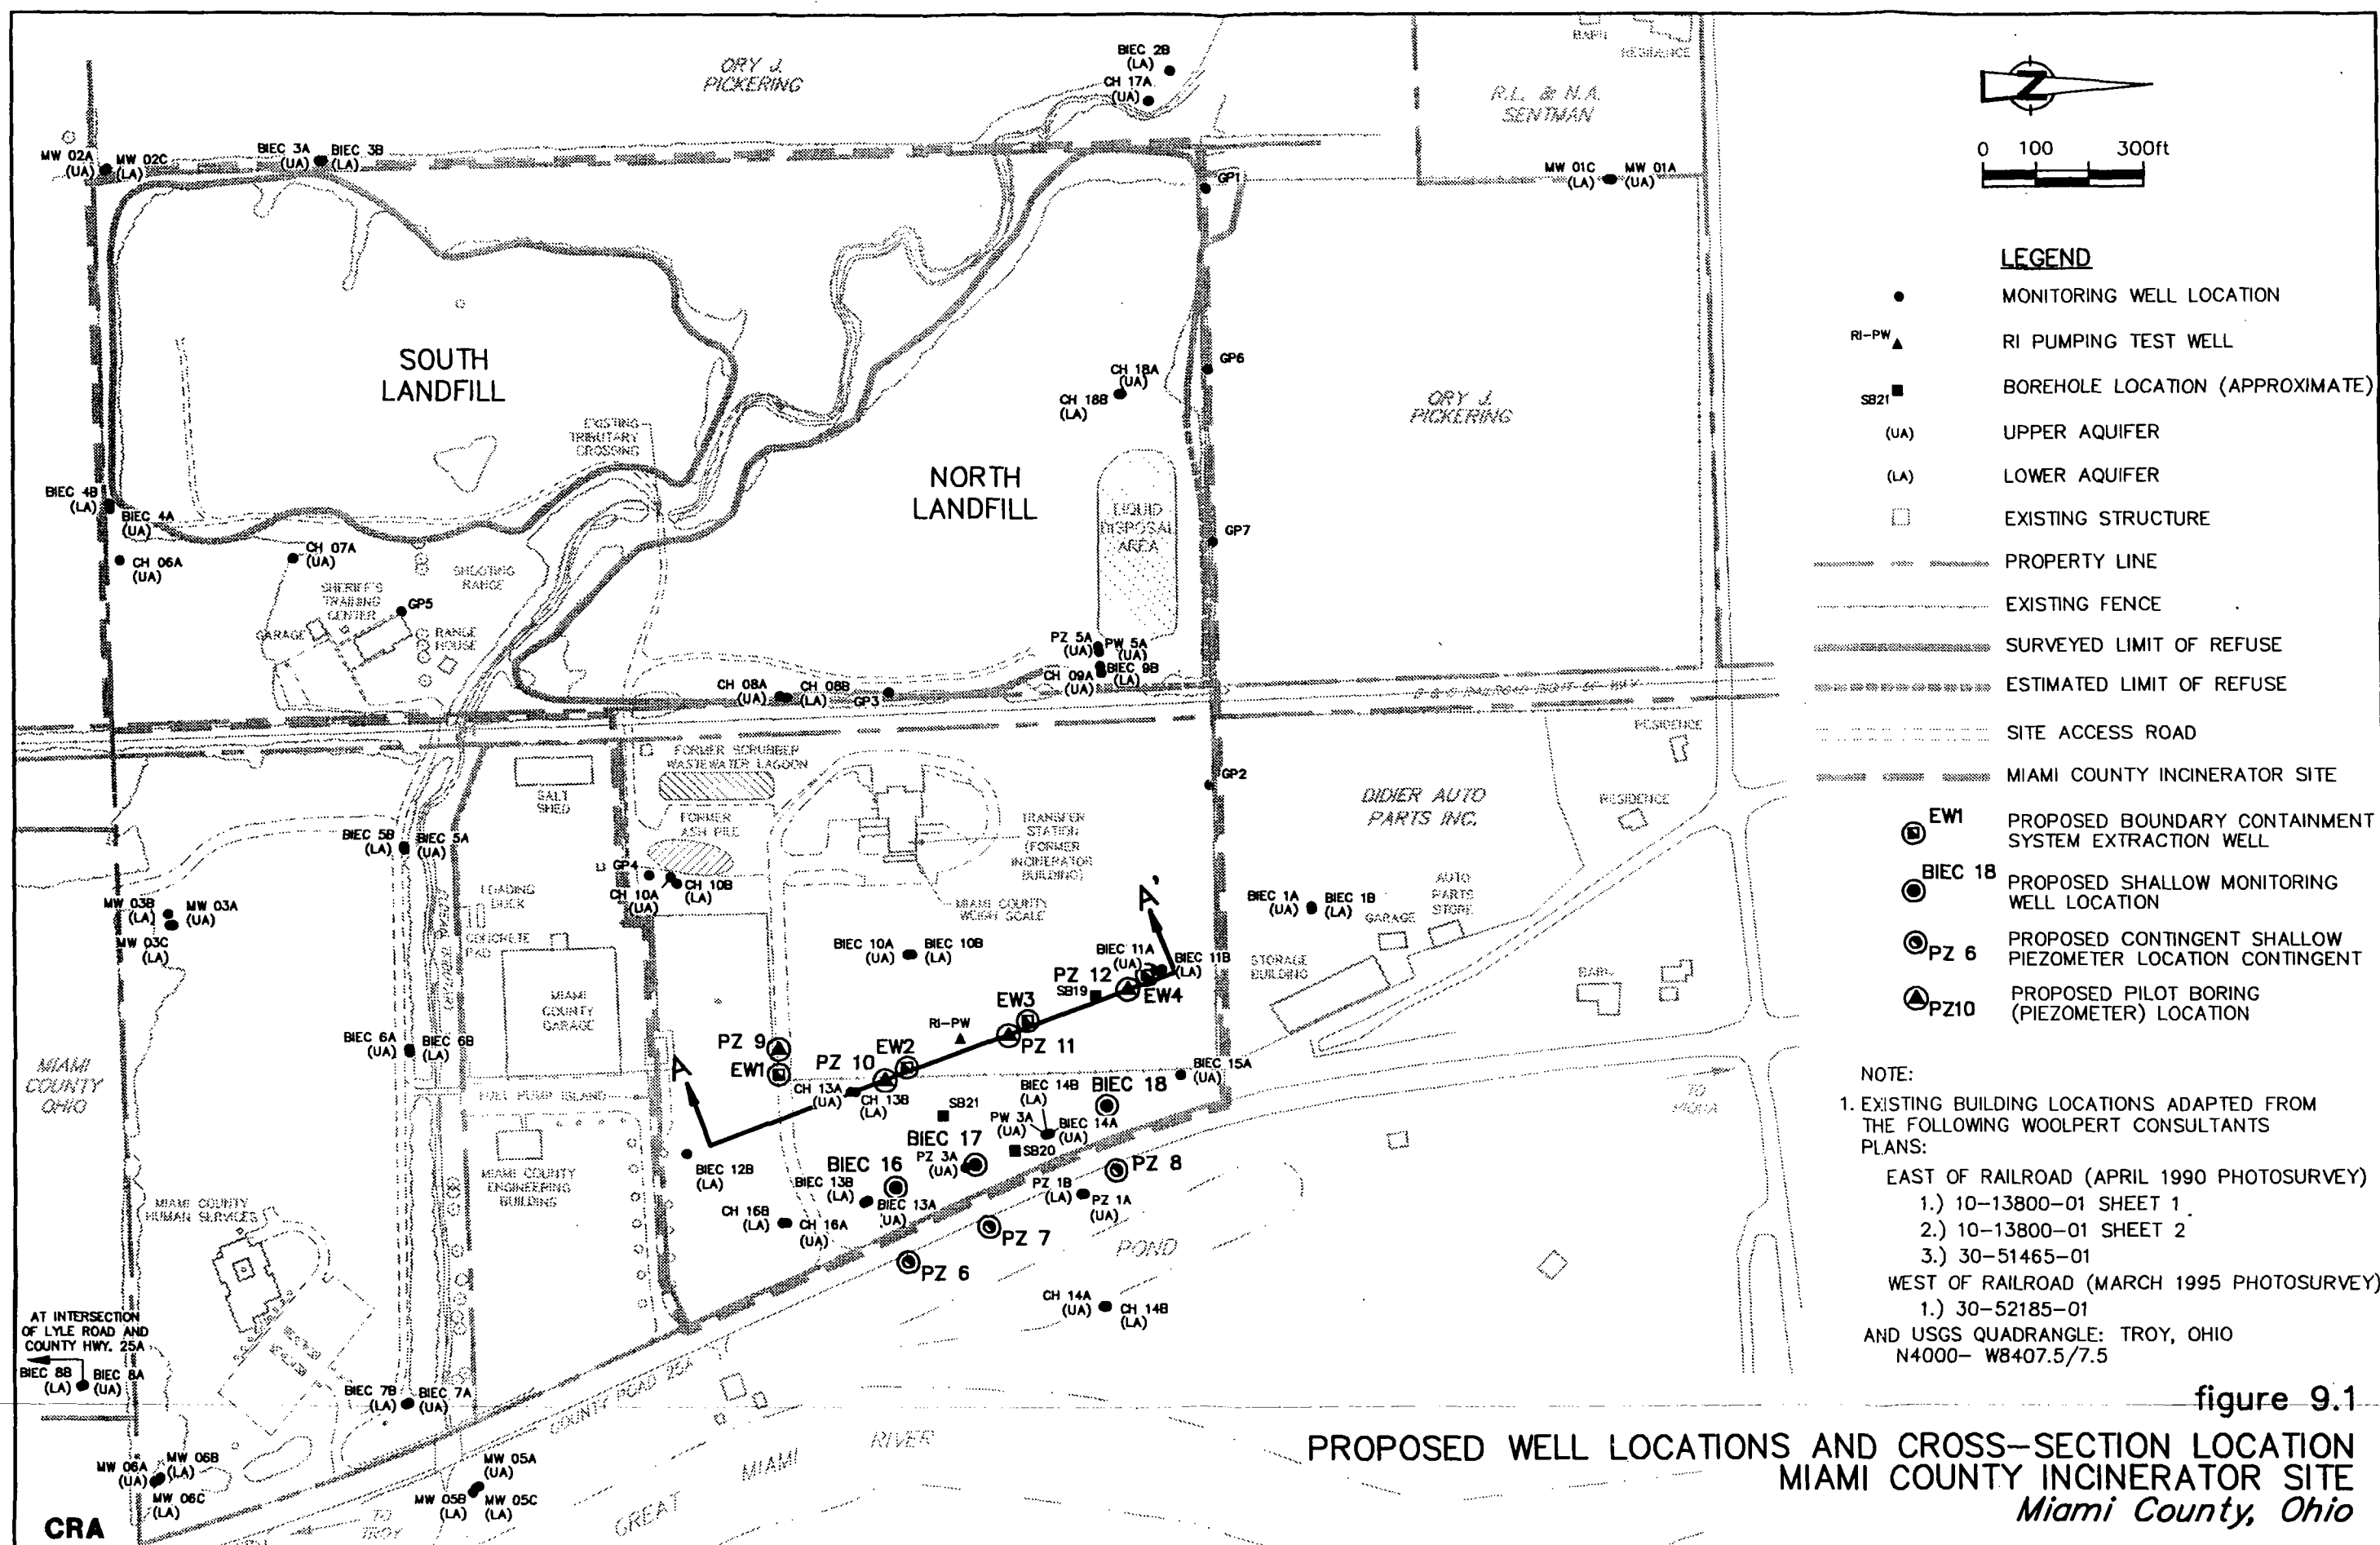 ORY J.
PICKERING
BIEC 2B
(LA)
CH 17A
(UA)
BARN
RESIDENCE
R.L. & N.A.
SENTMAN
MW 02A
(UA)
MW 02C
(LA)
BIEC 3A
(UA)
BIEC 3B
(LA)
GP1
MW 01C
(LA)
MW 01A
(UA)
SOUTH
LANDFILL
CH 18A
(UA)
CH 18B
(LA)
GP6
ORY J.
PICKERING
EXISTING
TRIBUTARY
CROSSING
NORTH
LANDFILL
LIQUID
DISPOSAL
AREA
GP7
BIEC 4B
(LA)
BIEC 4A
(UA)
CH 06A
(UA)
CH 07A
(UA)
SHOOTING
RANGE
SHERIFF'S
TRAINING
CENTER
GP5
GARAGE
RANGE
HOUSE
PZ 5A
(UA)
PW 5A
(UA)
BIEC 9B
(LA)
CH 09A
(UA)
CH 08A
(UA)
CH 08B
(LA)
GP3
B & O RAILROAD RIGHT-OF-WAY
FORMER SCRUBBER
WASTEWATER LAGOON
SALT
SHED
FORMER
ASH PILE
TRANSFER
STATION
(FORMER
INCINERATOR
BUILDING)
GP2
DIDIER AUTO
PARTS INC.
RESIDENCE
RESIDENCE
BIEC 5B
(LA)
BIEC 5A
(UA)
GP4
CH 10A
(UA)
CH 10B
(LA)
MIAMI COUNTY
WEIGH SCALE
LOADING
DOCK
CONCRETE
PAD
MW 03B
(LA)
MW 03A
(UA)
MW 03C
(LA)
BIEC 10A
(UA)
BIEC 10B
(LA)
A'
BIEC 11A
(UA)
BIEC 11B
(LA)
BIEC 1A
(UA)
BIEC 1B
(LA)
AUTO
PARTS
STORE
GARAGE
STORAGE
BUILDING
BARN
MIAMI
COUNTY
GARAGE
PZ 12
SB19
EW4
EW3
PZ 11
RI-PW
EW2
PZ 10
PZ 9
EW1
A
CH 13A
(UA)
CH 13B
(LA)
BIEC 6A
(UA)
BIEC 6B
(LA)
MIAMI
COUNTY
OHIO
FUEL PUMP ISLAND
MIAMI COUNTY
ENGINEERING
BUILDING
SB21
BIEC 14B
(LA)
BIEC 18
BIEC 15A
(UA)
PW 3A
(UA)
BIEC 14A
(UA)
BIEC 17
PZ 3A
(UA)
SB20
BIEC 12B
(LA)
BIEC 16
BIEC 13B
(LA)
BIEC 13A
(UA)
PZ 8
PZ 1B
(LA)
PZ 1A
(UA)
CH 16B
(LA)
CH 16A
(UA)
PZ 7
PZ 6
POND
CH 14A
(UA)
CH 14B
(LA)
MIAMI COUNTY
HUMAN SERVICES
AT INTERSECTION
OF LYLE ROAD AND
COUNTY HWY. 25A
BIEC 8B
(LA)
BIEC 8A
(UA)
BIEC 7B
(LA)
BIEC 7A
(UA)
COUNTY ROAD 25A
MW 06A
(UA)
MW 06B
(LA)
MW 06C
(LA)
MW 05A
(UA)
MW 05B
(LA)
MW 05C
(LA)
GREAT MIAMI RIVER
TO
TROY
CRA
Z
0 100 300ft
LEGEND
MONITORING WELL LOCATION
RI-PW RI PUMPING TEST WELL
SB21 BOREHOLE LOCATION (APPROXIMATE)
(UA) UPPER AQUIFER
(LA) LOWER AQUIFER
EXISTING STRUCTURE
PROPERTY LINE
EXISTING FENCE
SURVEYED LIMIT OF REFUSE
ESTIMATED LIMIT OF REFUSE
SITE ACCESS ROAD
MIAMI COUNTY INCINERATOR SITE
EW1 PROPOSED BOUNDARY CONTAINMENT
SYSTEM EXTRACTION WELL
BIEC 18 PROPOSED SHALLOW MONITORING
WELL LOCATION
PZ 6 PROPOSED CONTINGENT SHALLOW
PIEZOMETER LOCATION CONTINGENT
PZ10 PROPOSED PILOT BORING
(PIEZOMETER) LOCATION
NOTE:
1. EXISTING BUILDING LOCATIONS ADAPTED FROM
THE FOLLOWING WOOLPERT CONSULTANTS
PLANS:
EAST OF RAILROAD (APRIL 1990 PHOTOSURVEY)
1.) 10-13800-01 SHEET 1
2.) 10-13800-01 SHEET 2
3.) 30-51465-01
WEST OF RAILROAD (MARCH 1995 PHOTOSURVEY)
1.) 30-52185-01
AND USGS QUADRANGLE: TROY, OHIO
N4000- W8407.5/7.5
figure 9.1
PROPOSED WELL LOCATIONS AND CROSS-SECTION LOCATION
MIAMI COUNTY INCINERATOR SITE
Miami County, Ohio